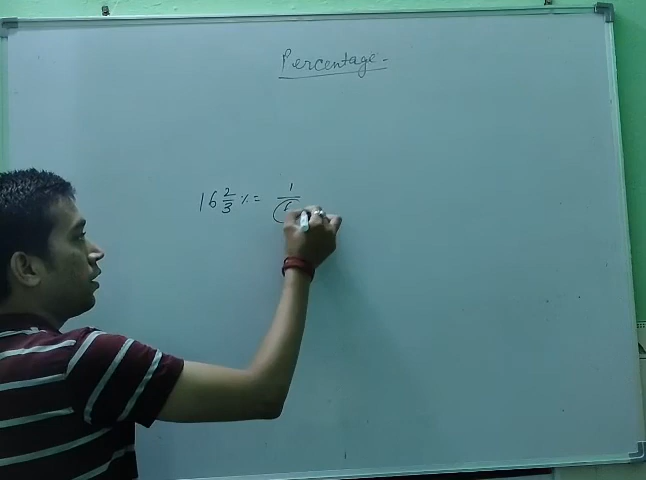 Percentage -
16 2/3 % = 1/6